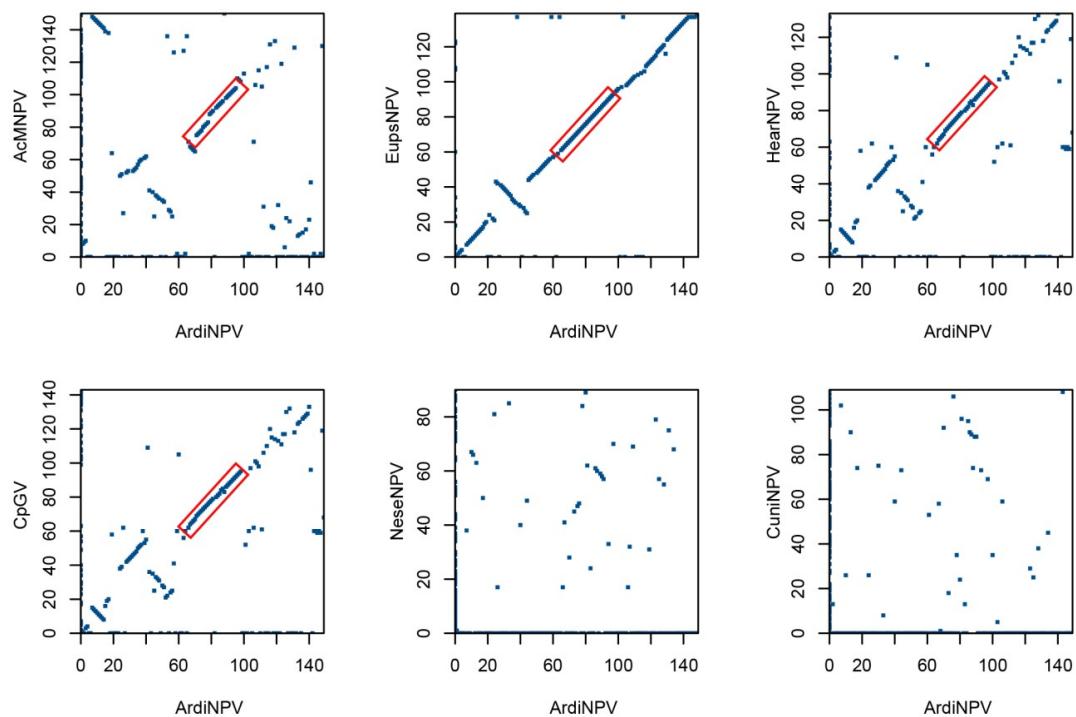 AcMNPV
0 20 40 60 80 100 120 140
0 20 60 100 140
ArdiNPV
EupsNPV
0 20 40 60 80 100 120
0 20 60 100 140
ArdiNPV
HearNPV
0 20 40 60 80 100 120
0 20 60 100 140
ArdiNPV
CpGV
0 20 40 60 80 100 120 140
0 20 60 100 140
ArdiNPV
NeseNPV
0 20 40 60 80
0 20 60 100 140
ArdiNPV
CuniNPV
0 20 40 60 80 100
0 20 60 100 140
ArdiNPV